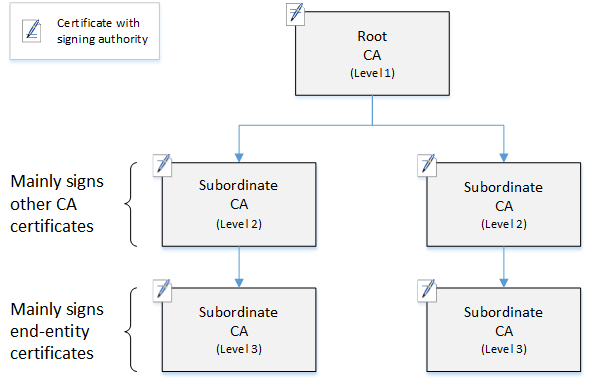 Certificate with
signing authority
Root
CA
(Level 1)
Mainly signs
other CA
certificates
Subordinate
CA
(Level 2)
Subordinate
CA
(Level 2)
Mainly signs
end-entity
certificates
Subordinate
CA
(Level 3)
Subordinate
CA
(Level 3)